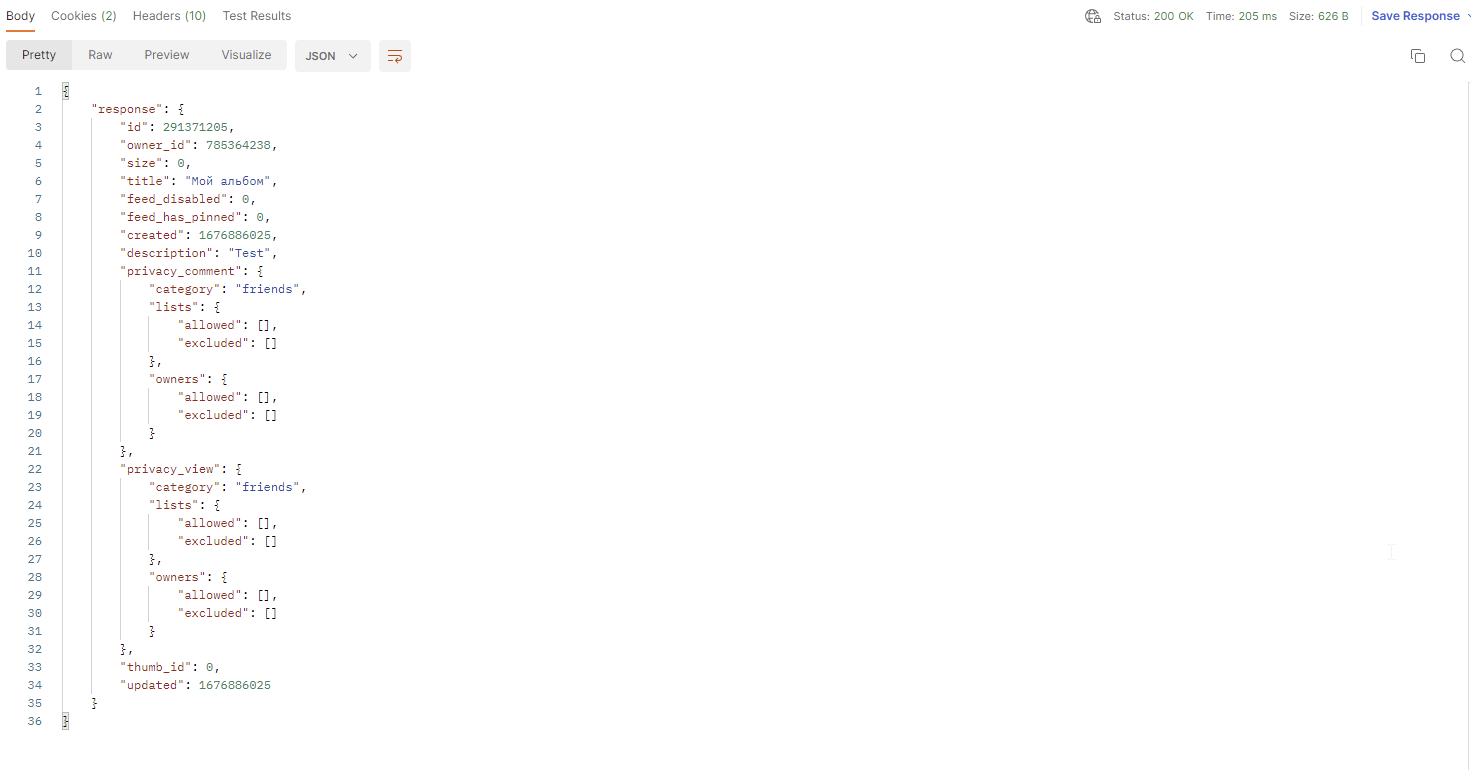 Body Cookies (2) Headers (10) Test Results Status: 200 OK Time: 205 ms Size: 626 B Save Response
Pretty Raw Preview Visualize JSON
1 {
2 "response": {
3 "id": 291371205,
4 "owner_id": 785364238,
5 "size": 0,
6 "title": "Мой альбом",
7 "feed_disabled": 0,
8 "feed_has_pinned": 0,
9 "created": 1676886025,
10 "description": "Test",
11 "privacy_comment": {
12 "category": "friends",
13 "lists": {
14 "allowed": [],
15 "excluded": []
16 },
17 "owners": {
18 "allowed": [],
19 "excluded": []
20 }
21 },
22 "privacy_view": {
23 "category": "friends",
24 "lists": {
25 "allowed": [],
26 "excluded": []
27 },
28 "owners": {
29 "allowed": [],
30 "excluded": []
31 }
32 },
33 "thumb_id": 0,
34 "updated": 1676886025
35 }
36 }